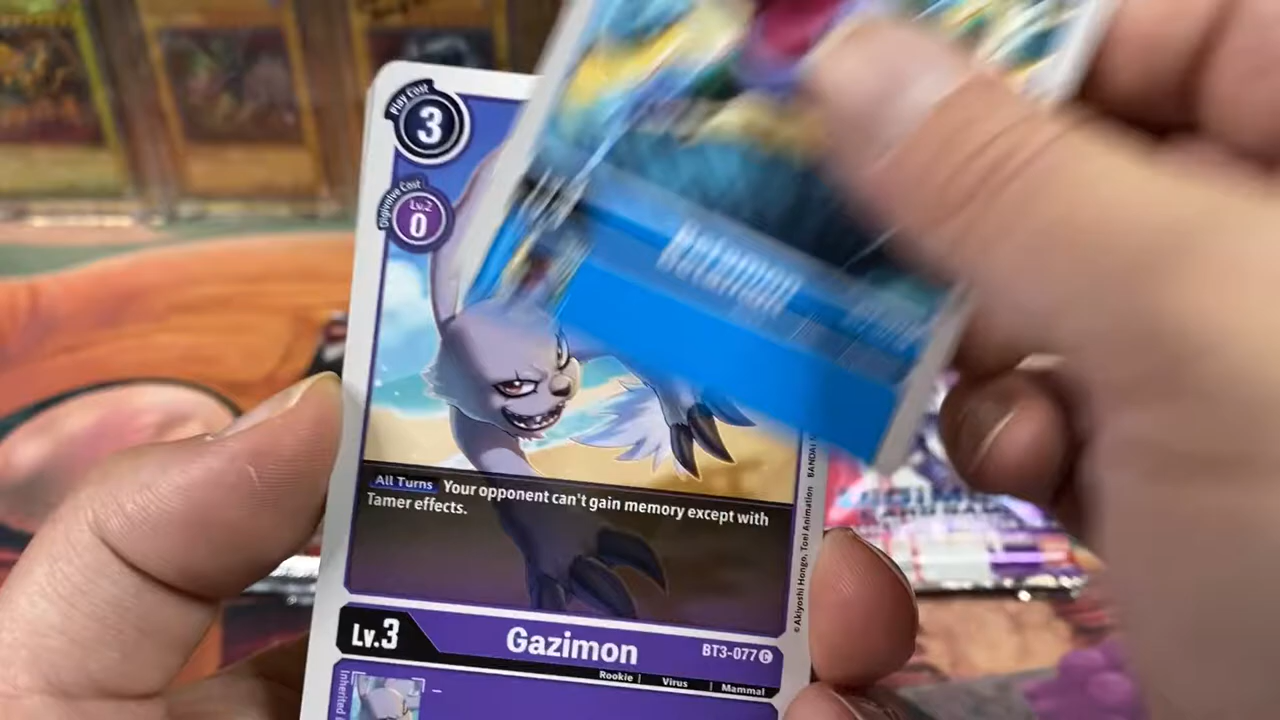 Play Cost
3
Digivolve Cost
Lv.2
0
All Turns Your opponent can't gain memory except with
Tamer effects.
Lv.3
Gazimon
BT3-077 C
Rookie | Virus | Mammal
©Akiyoshi Hongo, Toei Animation BANDAI